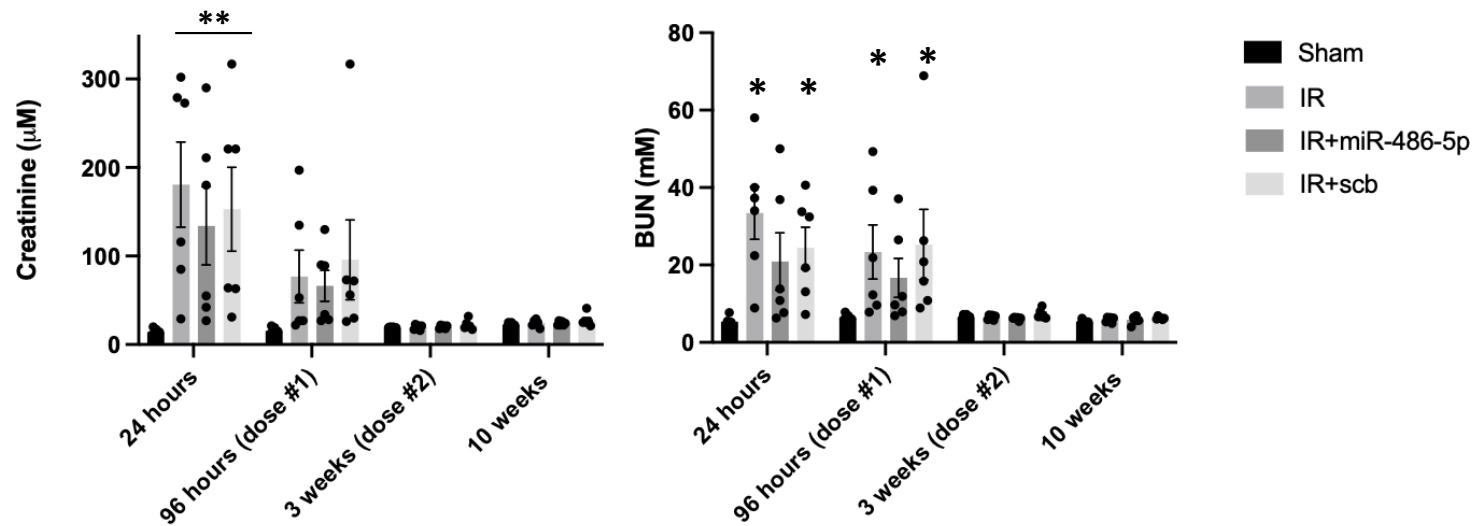 **
Creatinine (μM)
300
200
100
0
24 hours
96 hours (dose #1)
3 weeks (dose #2)
10 weeks
BUN (mM)
80
60
40
20
0
*
*
*
*
24 hours
96 hours (dose #1)
3 weeks (dose #2)
10 weeks
Sham
IR
IR+miR-486-5p
IR+scb